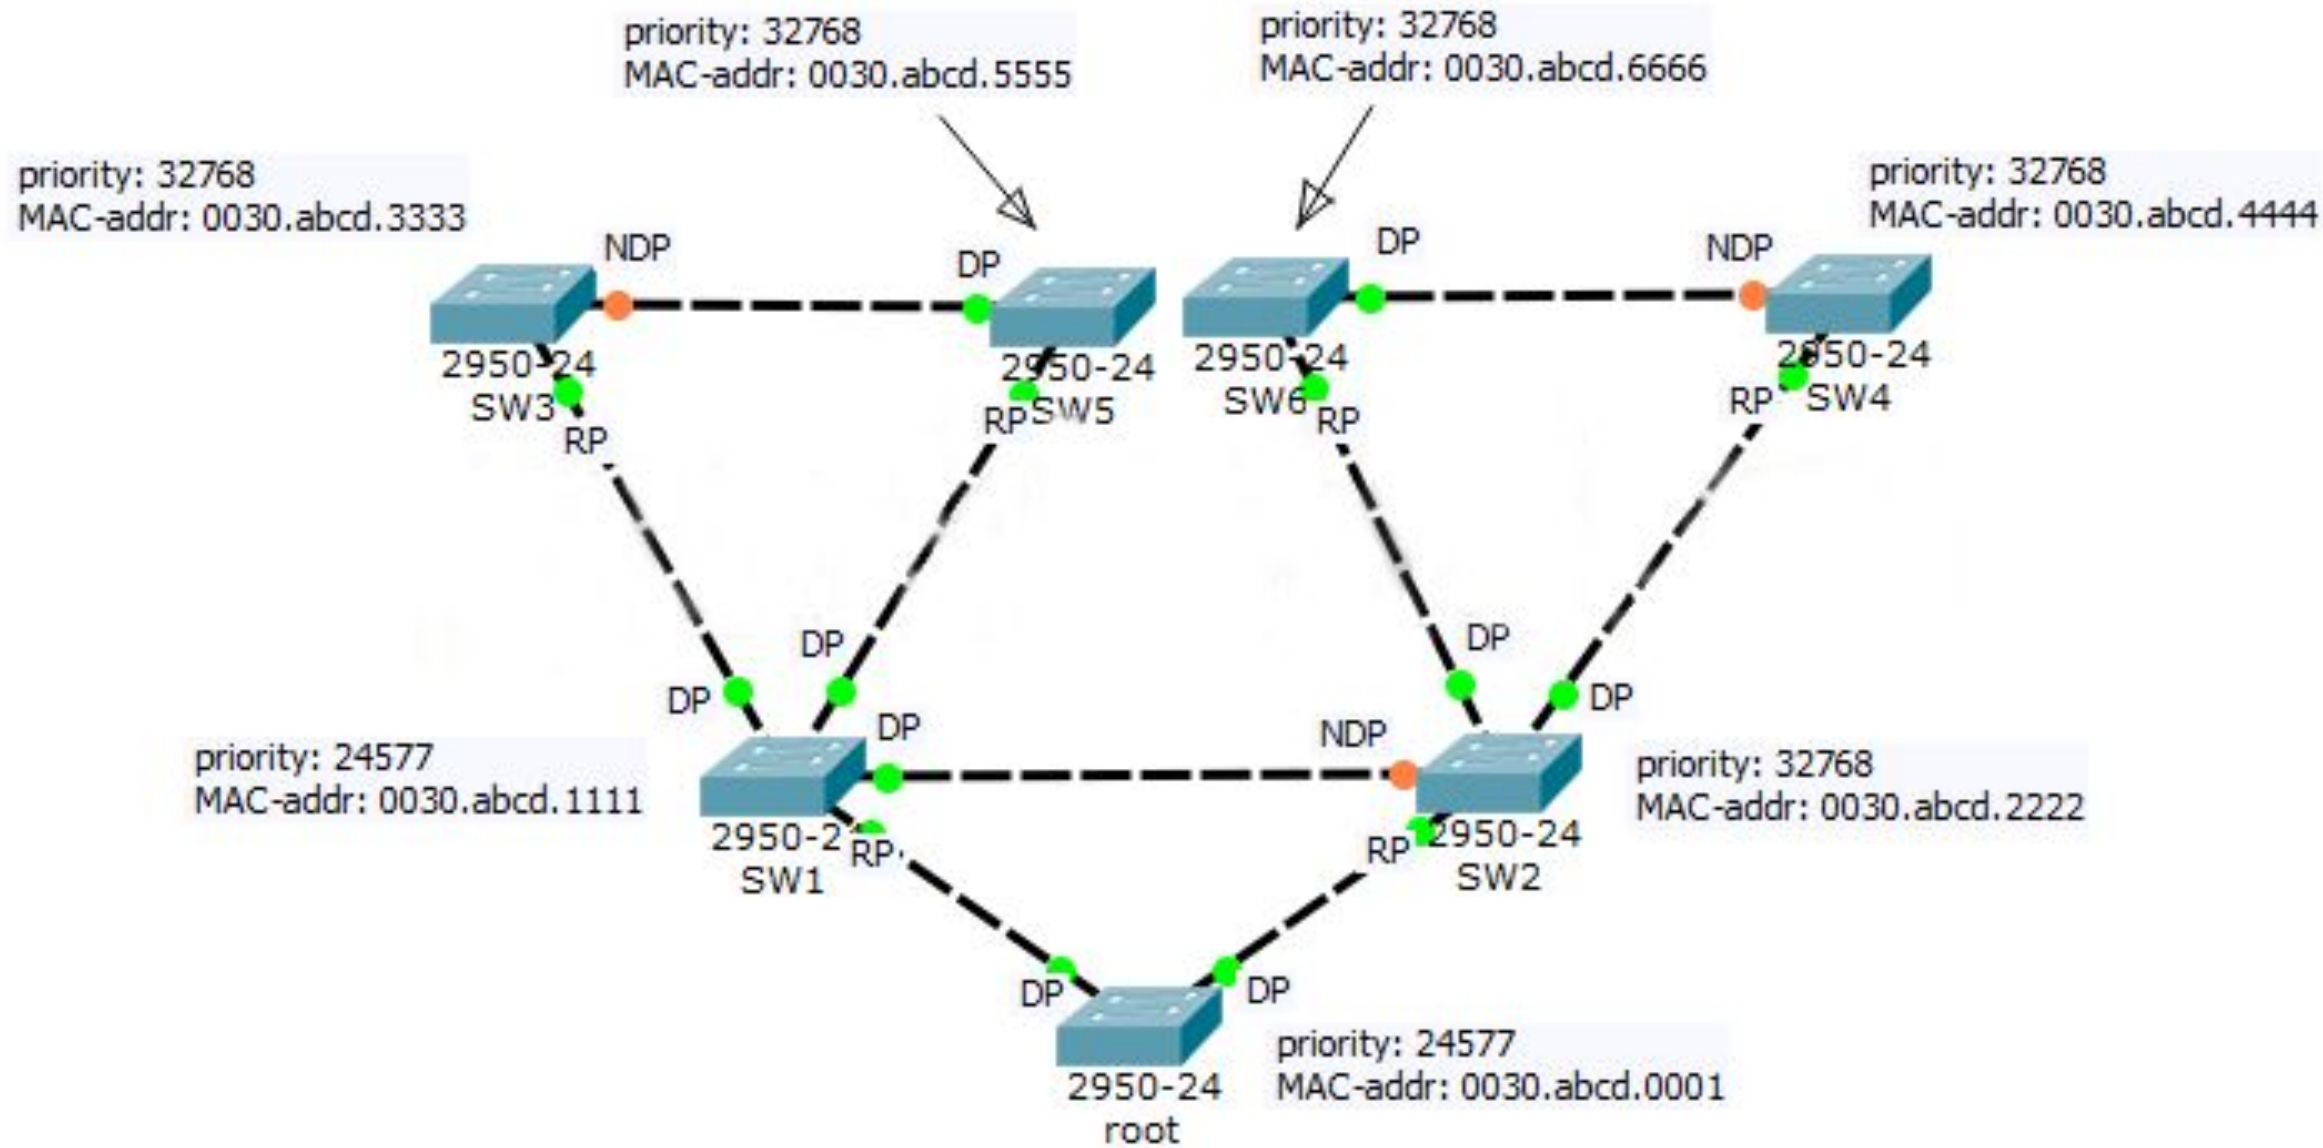 priority: 32768
MAC-addr: 0030.abcd.5555
priority: 32768
MAC-addr: 0030.abcd.6666
priority: 32768
MAC-addr: 0030.abcd.3333
priority: 32768
MAC-addr: 0030.abcd.4444
NDP
DP
DP
NDP
2950-24
SW3
RP
2950-24
SW5
RP
2950-24
SW6
RP
2950-24
SW4
RP
DP
DP
DP
DP
DP
NDP
priority: 24577
MAC-addr: 0030.abcd.1111
priority: 32768
MAC-addr: 0030.abcd.2222
2950-2
SW1
RP
2950-24
SW2
RP
DP
DP
priority: 24577
MAC-addr: 0030.abcd.0001
2950-24
root